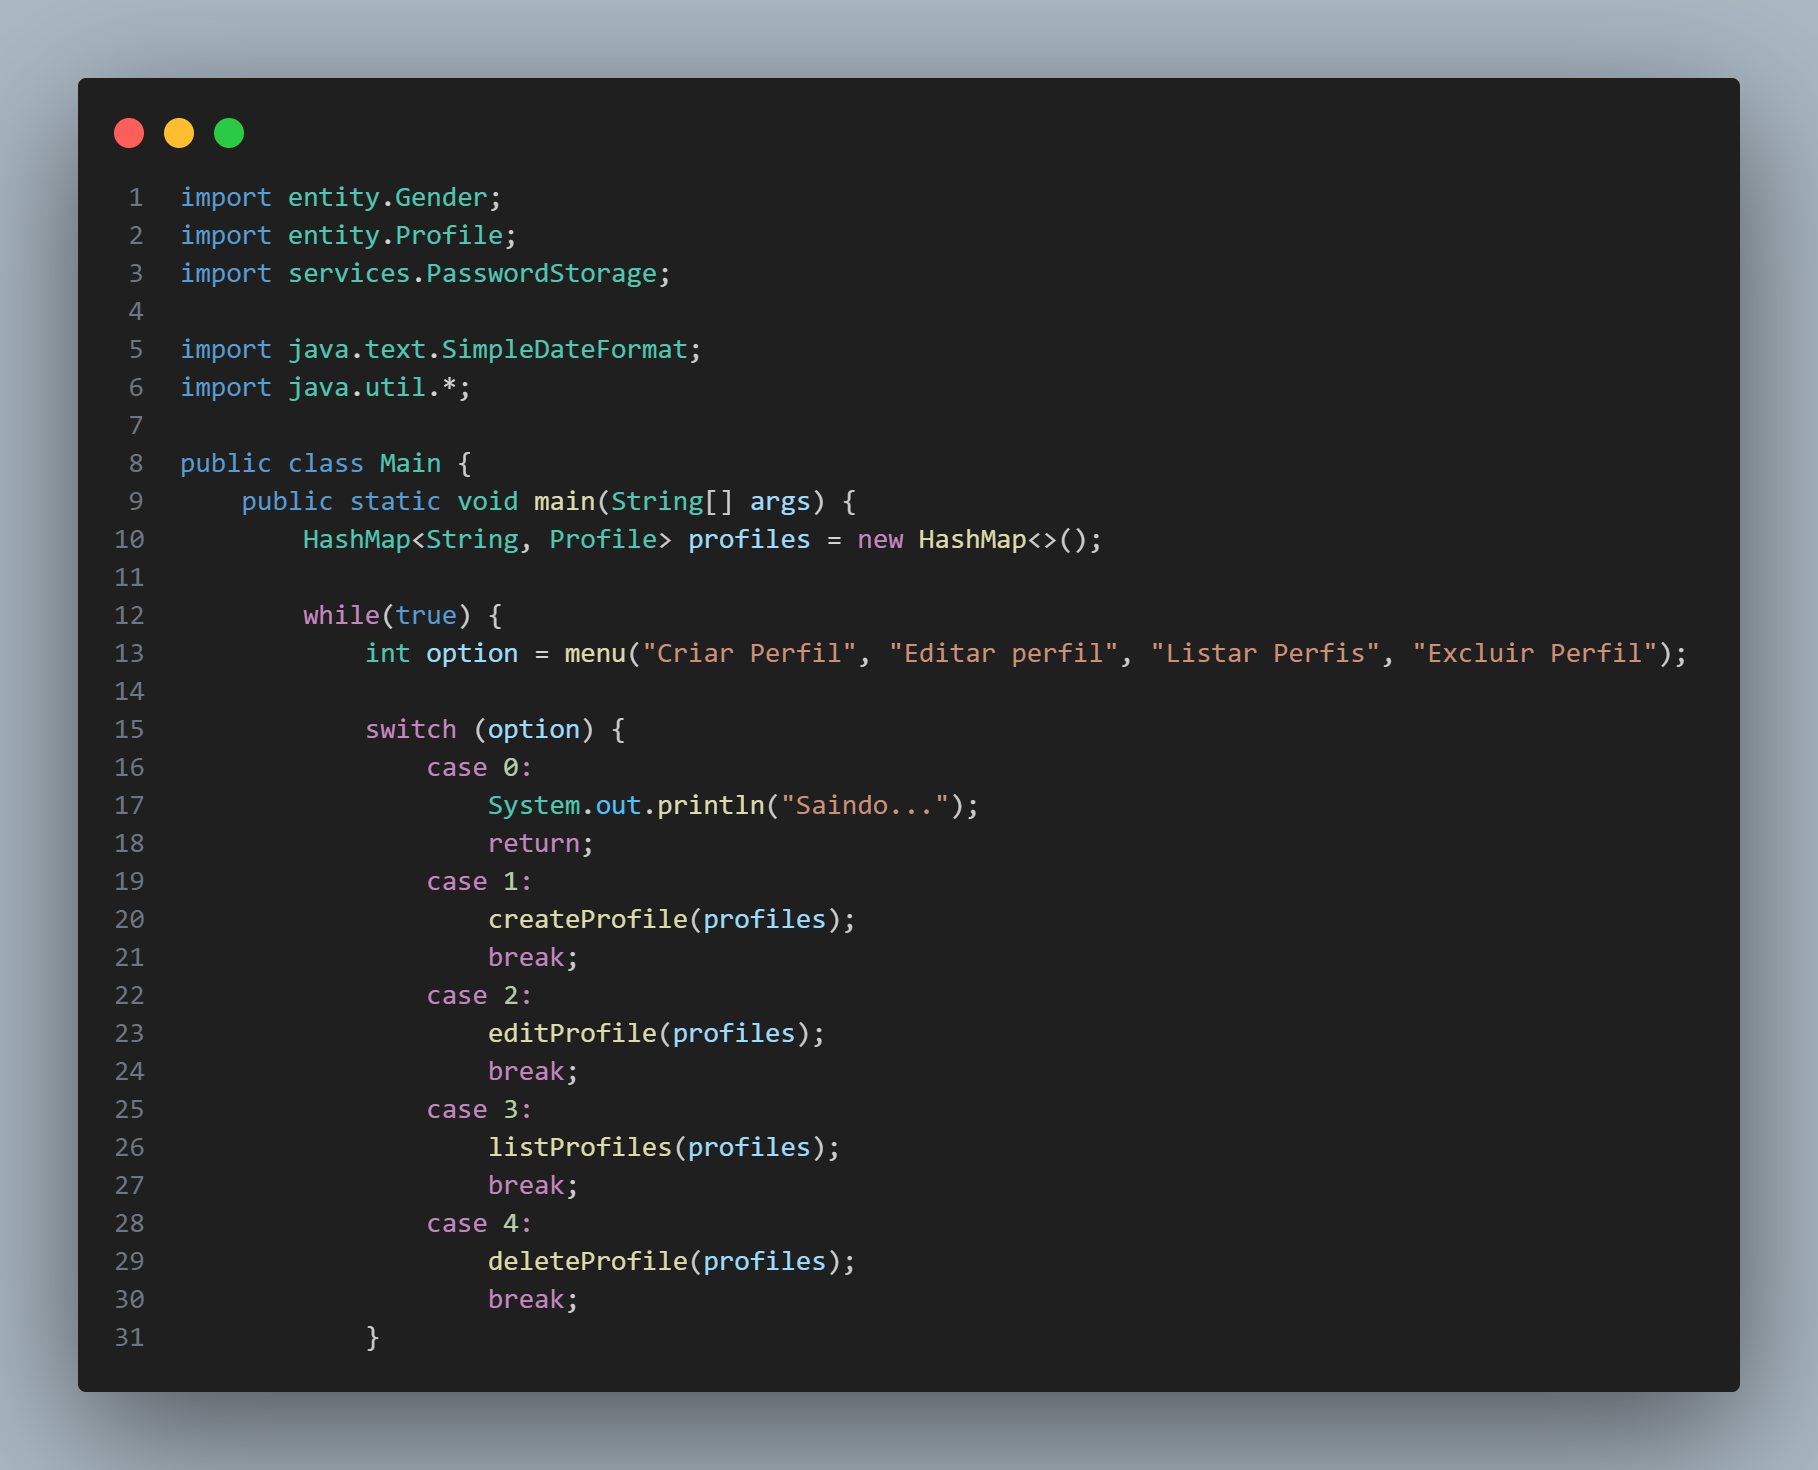 1 import entity.Gender;
2 import entity.Profile;
3 import services.PasswordStorage;
4
5 import java.text.SimpleDateFormat;
6 import java.util.*;
7
8 public class Main {
9     public static void main(String[] args) {
10         HashMap<String, Profile> profiles = new HashMap<>();
11
12         while(true) {
13             int option = menu("Criar Perfil", "Editar perfil", "Listar Perfis", "Excluir Perfil");
14
15             switch (option) {
16                 case 0:
17                     System.out.println("Saindo...");
18                     return;
19                 case 1:
20                     createProfile(profiles);
21                     break;
22                 case 2:
23                     editProfile(profiles);
24                     break;
25                 case 3:
26                     listProfiles(profiles);
27                     break;
28                 case 4:
29                     deleteProfile(profiles);
30                     break;
31             }